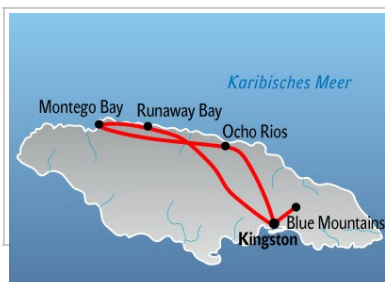 Karibisches Meer
Montego Bay
Runaway Bay
Ocho Rios
Blue Mountains
Kingston